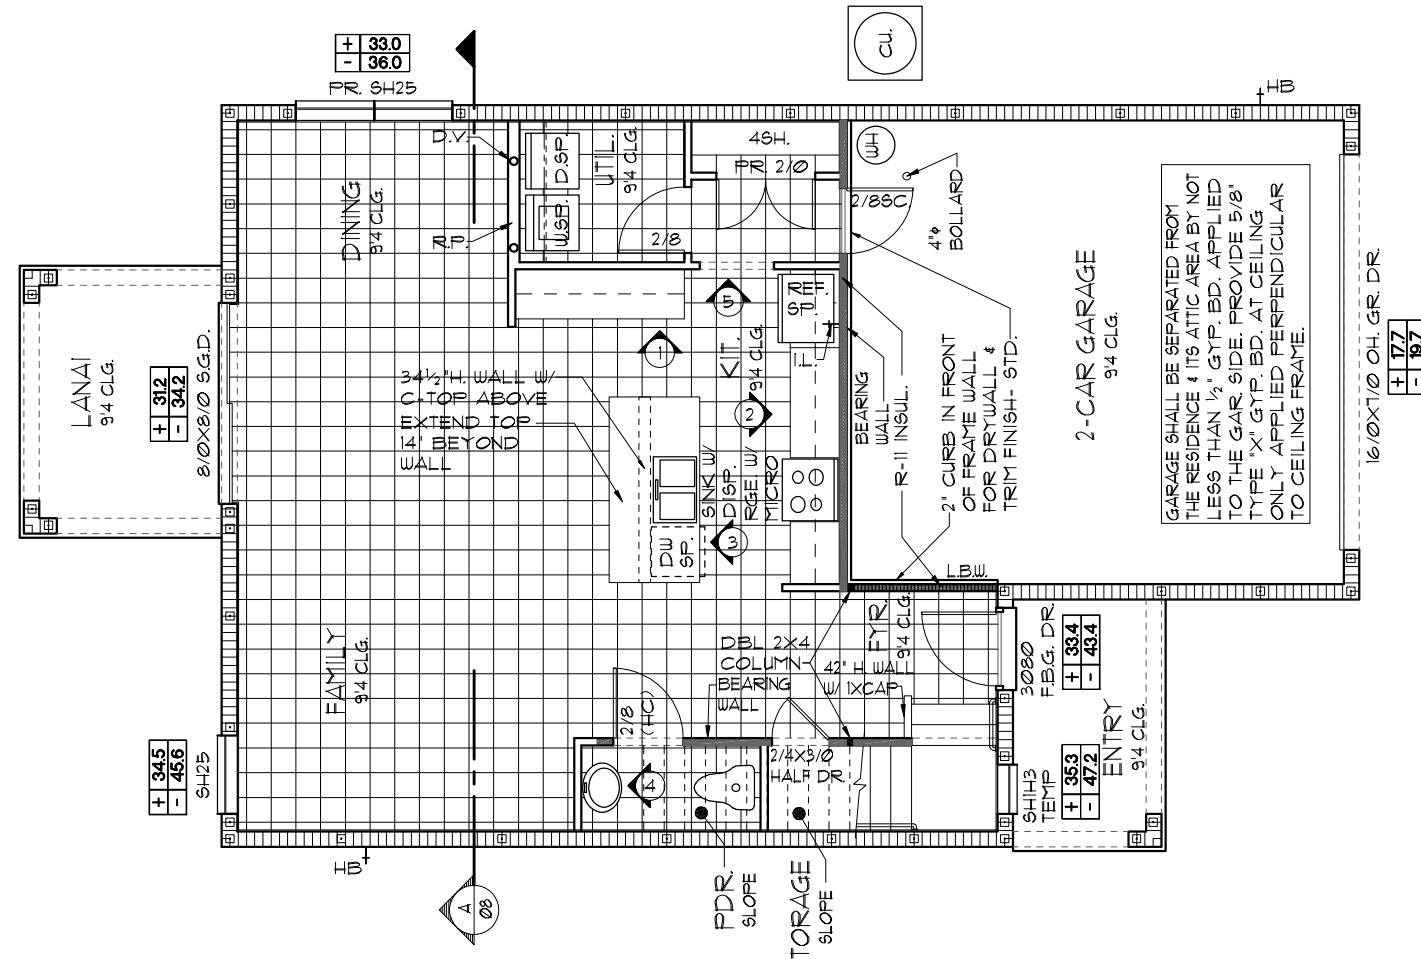 + 33.0
- 36.0
PR. SH25
CU.
HB
D.V.
R.P.
DINING
9'4 CLG.
W.SP. D.SP.
UTIL.
9'4 CLG.
2/8
4SH.
PR. 2/0
WH
2/8SC
4"φ
BOLLARD
LANAI
9'4 CLG.
+ 31.2
- 34.2
8/0X8/0 S.G.D.
34½"H. WALL W/
C-TOP ABOVE
EXTEND TOP
14" BEYOND
WALL
1
5
2
3
KIT.
9'4 CLG.
REF.
SP.
SINK W/
DISP.
RGE. W/
MICRO
DW
SP.
BEARING
WALL
R-11 INSUL.
2" CURB IN FRONT
OF FRAME WALL
FOR DRYWALL &
TRIM FINISH- STD.
2-CAR GARAGE
9'4 CLG.
GARAGE SHALL BE SEPARATED FROM
THE RESIDENCE & ITS ATTIC AREA BY NOT
LESS THAN ½" GYP. BD. APPLIED
TO THE GAR. SIDE. PROVIDE 5/8"
TYPE "X" GYP. BD. AT CEILING
ONLY APPLIED PERPENDICULAR
TO CEILING FRAME.
16/0X7/0 OH. GR. DR.
+ 17.7
- 19.7
L.B.W.
FAMILY
9'4 CLG.
+ 34.5
- 45.6
SH25
2/8
(HC)
DBL 2X4
COLUMN
BEARING
WALL
42" H. WALL
W/ 1XCAP
FYR.
9'4 CLG.
2/4X3/0
HALF DR.
4
3080
F.B.G. DR.
+ 33.4
- 43.4
SH1H3
TEMP
+ 35.3
- 47.2
ENTRY
9'4 CLG.
HB
A
08
PDR.
SLOPE
TORAGE
SLOPE